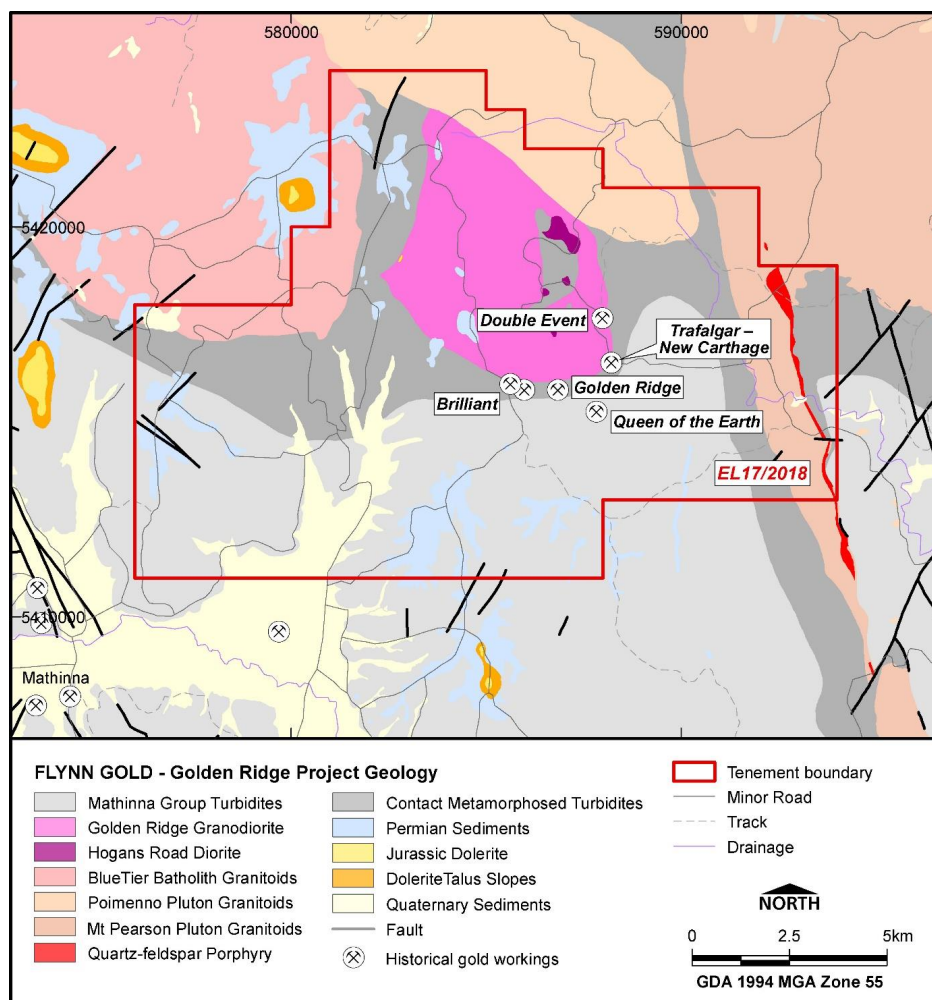 580000
590000
5420000
Double Event
Trafalgar –
New Carthage
Brilliant
Golden Ridge
Queen of the Earth
EL17/2018
5410000
Mathinna
FLYNN GOLD - Golden Ridge Project Geology
Mathinna Group Turbidites
Golden Ridge Granodiorite
Hogans Road Diorite
BlueTier Batholith Granitoids
Poimenno Pluton Granitoids
Mt Pearson Pluton Granitoids
Quartz-feldspar Porphyry
Contact Metamorphosed Turbidites
Permian Sediments
Jurassic Dolerite
DoleriteTalus Slopes
Quaternary Sediments
Fault
Historical gold workings
Tenement boundary
Minor Road
Track
Drainage
NORTH
0 2.5 5km
GDA 1994 MGA Zone 55